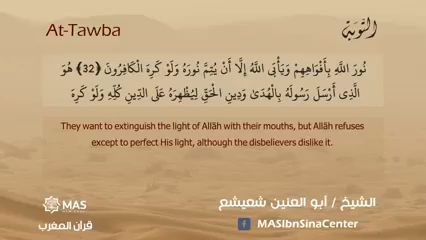 At-Tawba
التوبة
نُورَ اللَّهِ بِأَفْوَاهِهِمْ وَيَأْبَى اللَّهُ إِلَّا أَنْ يُتِمَّ نُورَهُ وَلَوْ كَرِهَ الْكَافِرُونَ ﴿32﴾ هُوَ
الَّذِي أَرْسَلَ رَسُولَهُ بِالْهُدَىٰ وَدِينِ الْحَقِّ لِيُظْهِرَهُ عَلَى الدِّينِ كُلِّهِ وَلَوْ كَرِهَ
They want to extinguish the light of Allāh with their mouths, but Allāh refuses
except to perfect His light, although the disbelievers dislike it.
MAS
قرآن المغرب
الشيخ / أبو العنين شعيشع
MASIbnSinaCenter